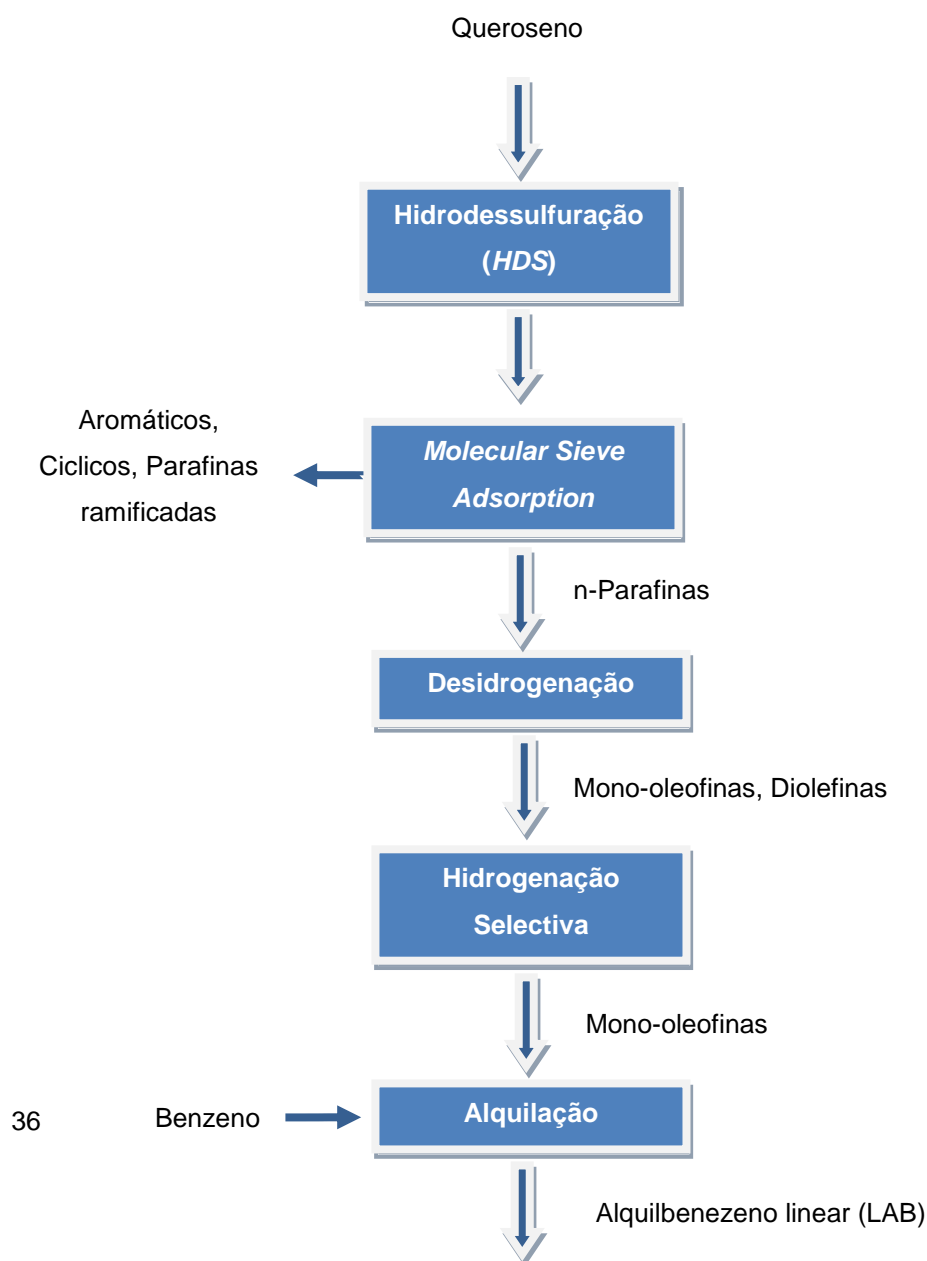 Queroseno
Hidrodessulfuração
(HDS)
Aromáticos,
Ciclicos, Parafinas
ramificadas
Molecular Sieve
Adsorption
n-Parafinas
Desidrogenação
Mono-oleofinas, Diolefinas
Hidrogenação
Selectiva
Mono-oleofinas
36
Benzeno
Alquilação
Alquilbenezeno linear (LAB)